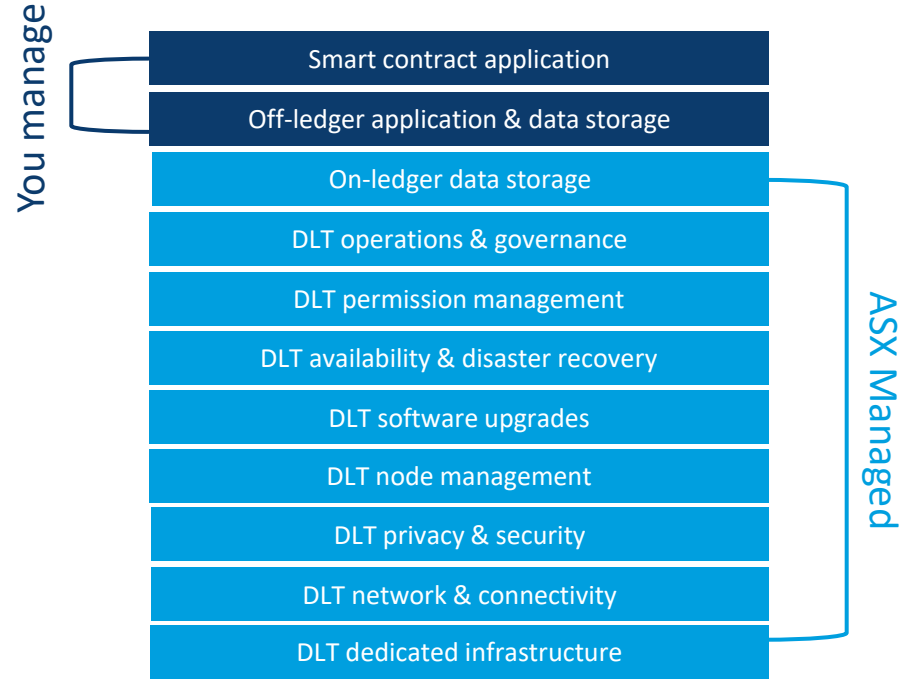 You manage
Smart contract application
Off-ledger application & data storage
On-ledger data storage
DLT operations & governance
DLT permission management
DLT availability & disaster recovery
DLT software upgrades
DLT node management
DLT privacy & security
DLT network & connectivity
DLT dedicated infrastructure
ASX Managed